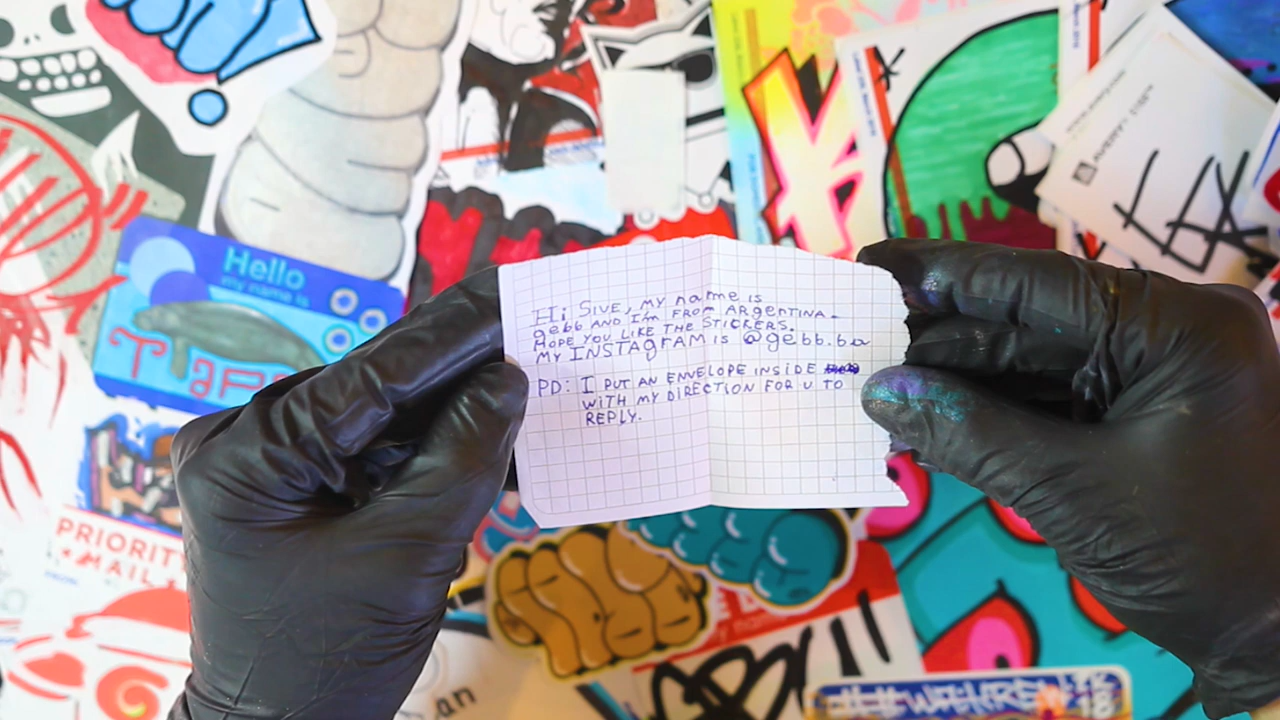 Hello
my name is
PRIORITY
MAIL
AVERY
Hi SIVE, MY name is
gebb AND I'M FROM ARGENTINA.
HOPE YOU LIKE THE STICKERS.
MY INSTAGRAM IS @gebb.ba
PD: I PUT AN ENVELOPE INSIDE
WITH MY DIRECTION FOR U TO
REPLY.